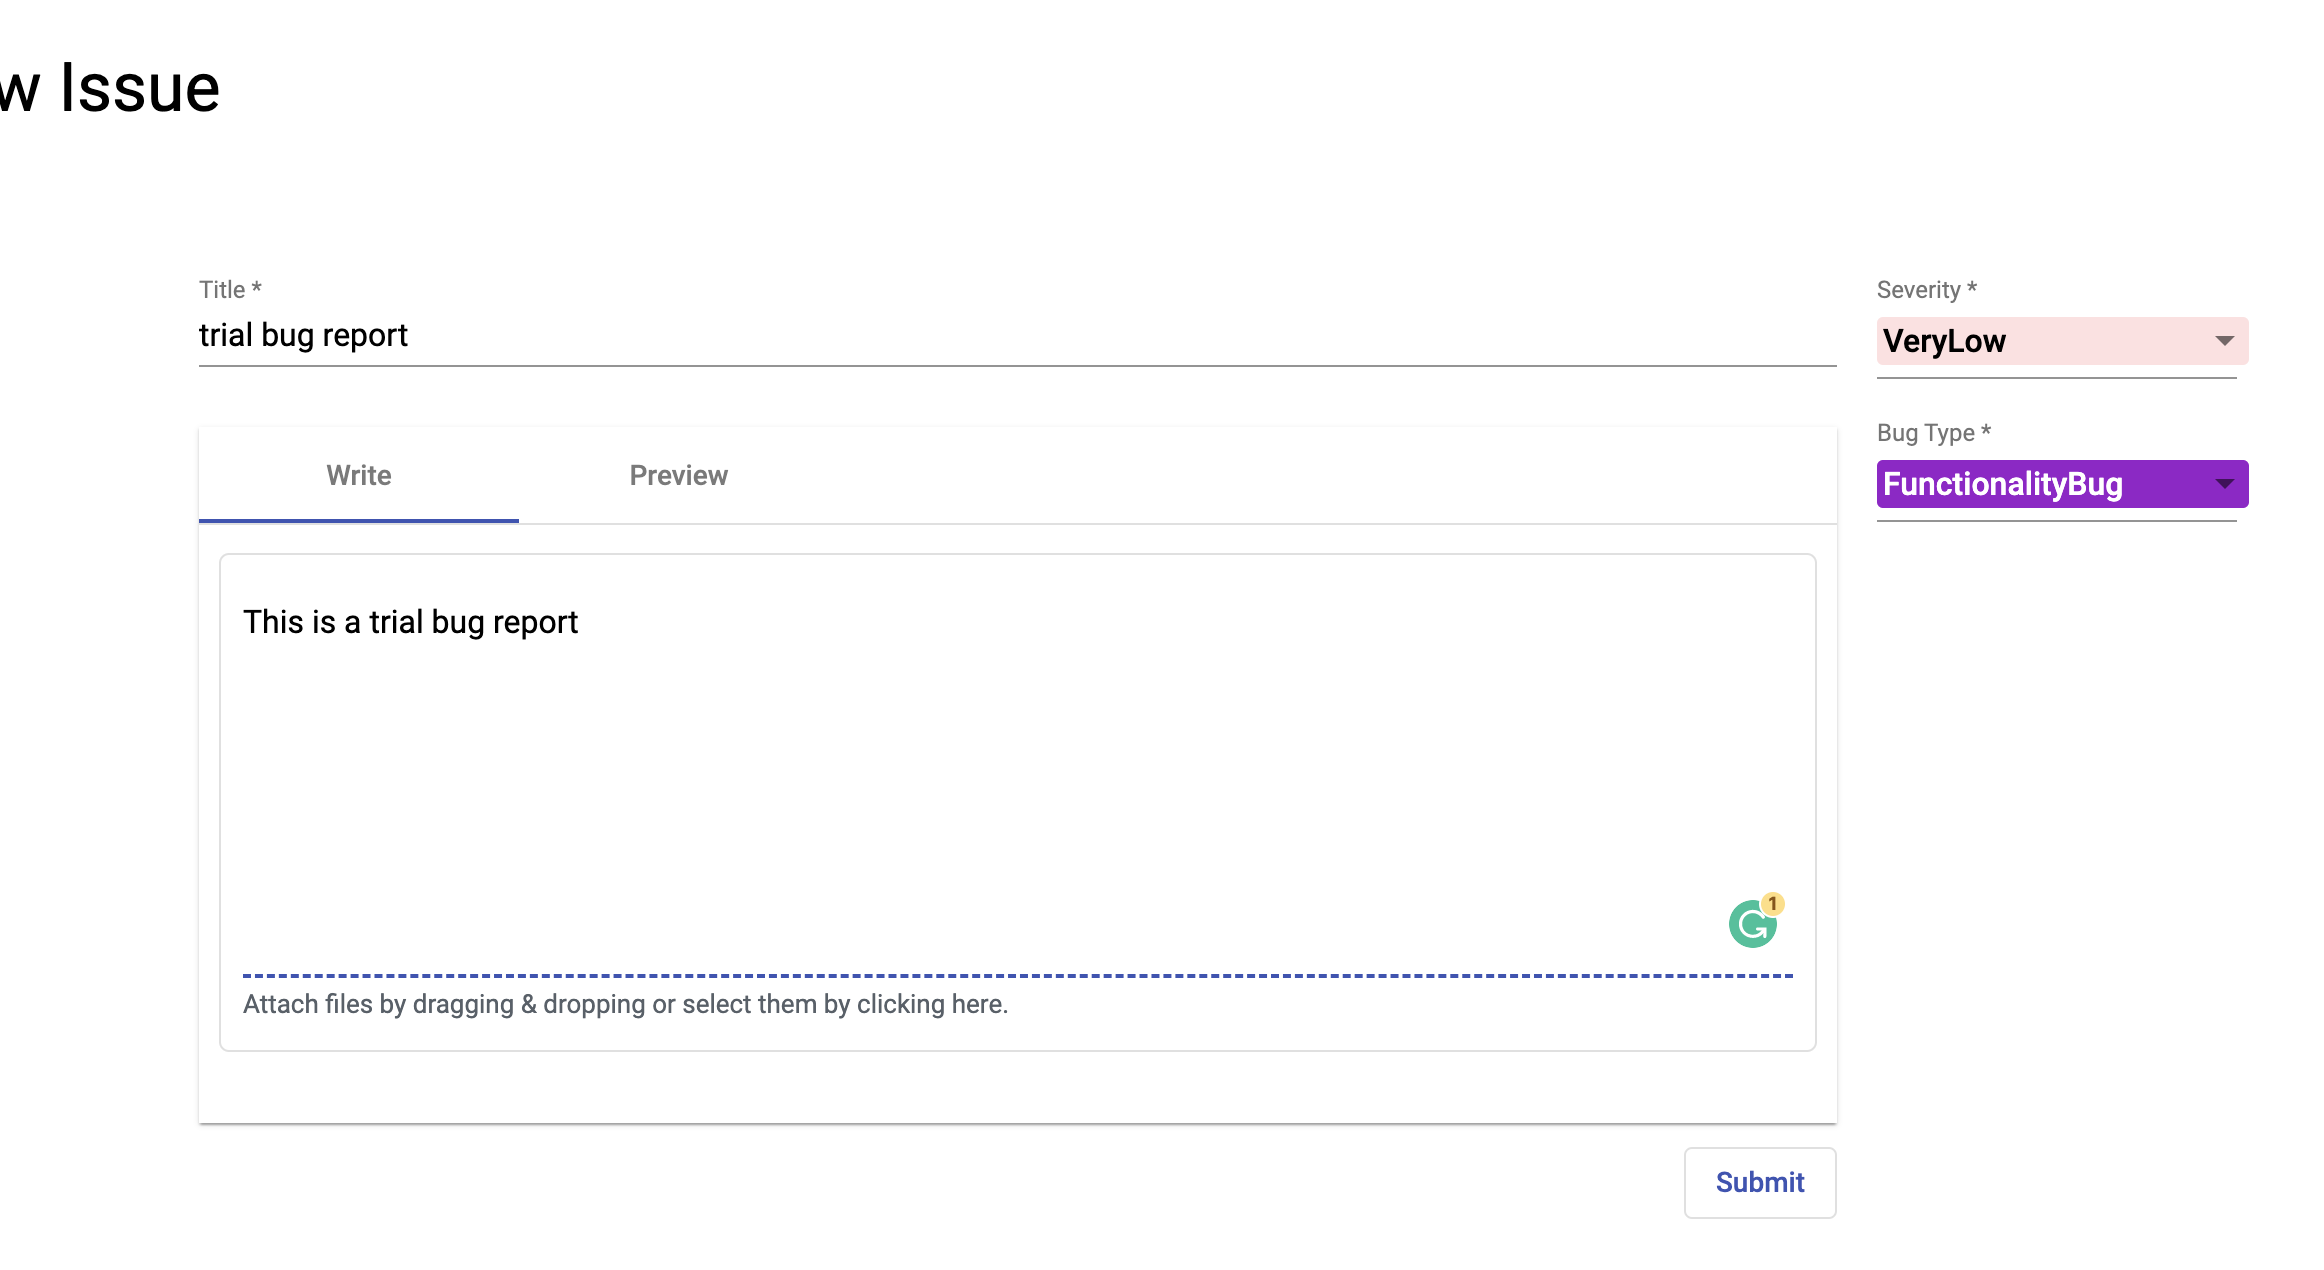 w Issue
Title *
trial bug report
Severity *
VeryLow
Bug Type *
FunctionalityBug
Write
Preview
This is a trial bug report
1
Attach files by dragging & dropping or select them by clicking here.
Submit